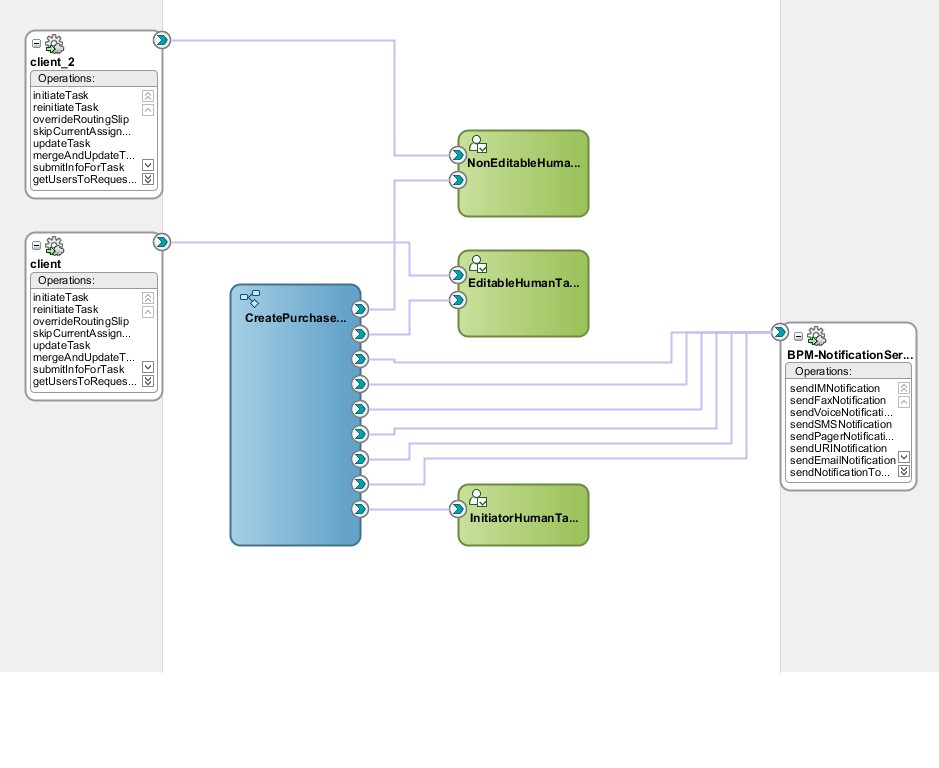 client_2
Operations:
initiateTask
reinitiateTask
overrideRoutingSlip
skipCurrentAssign...
updateTask
mergeAndUpdateT...
submitInfoForTask
getUsersToReques...
client
Operations:
initiateTask
reinitiateTask
overrideRoutingSlip
skipCurrentAssign...
updateTask
mergeAndUpdateT...
submitInfoForTask
getUsersToReques...
CreatePurchase...
NonEditableHuma...
EditableHumanTa...
InitiatorHumanTa...
BPM-NotificationSer...
Operations:
sendIMNotification
sendFaxNotification
sendVoiceNotificati...
sendSMSNotification
sendPagerNotificati...
sendURINotification
sendEmailNotification
sendNotificationTo...